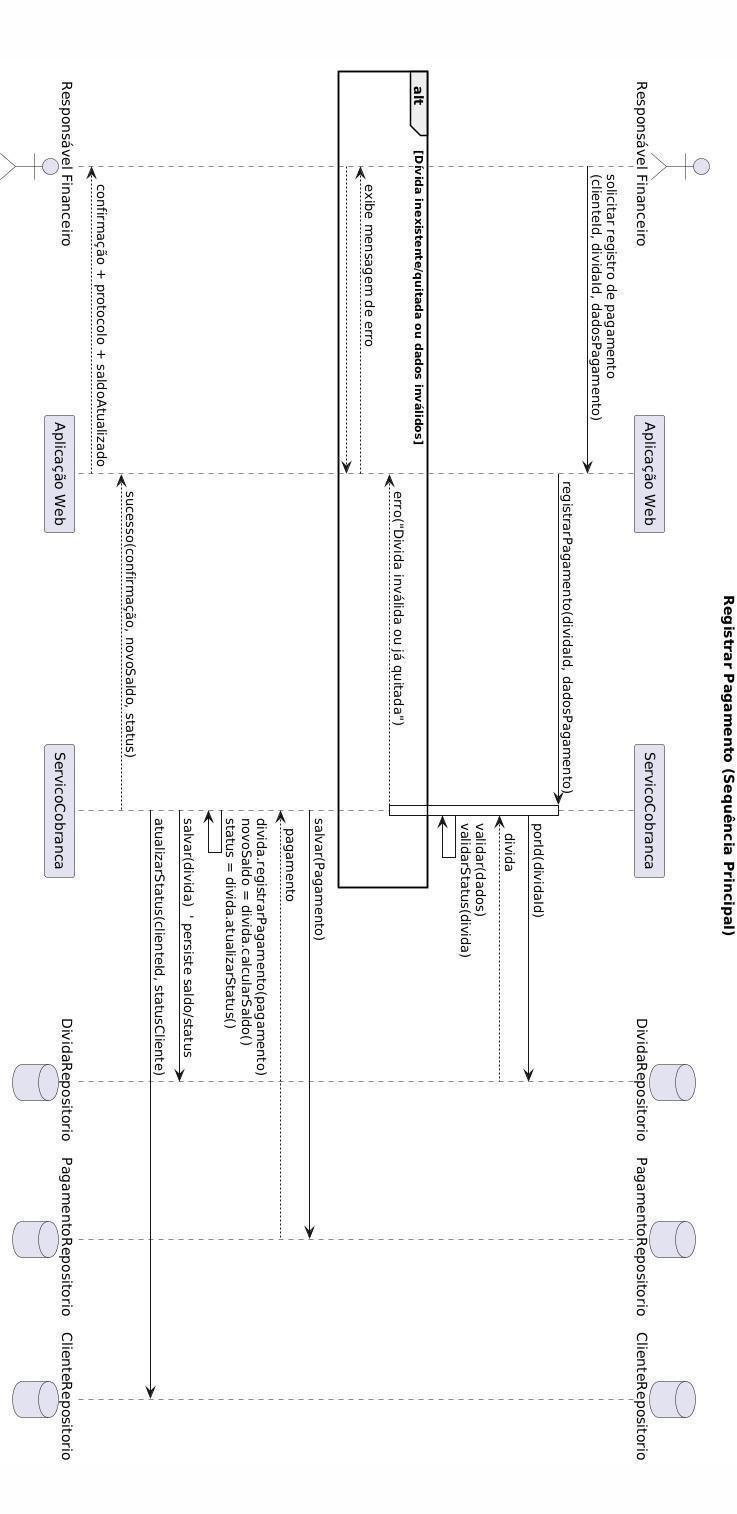 Registrar Pagamento (Sequência Principal)
Responsável Financeiro
Aplicação Web
ServicoCobranca
DividaRepositorio
PagamentoRepositorio
ClienteRepositorio
solicitar registro de pagamento
(clienteId, dividaId, dadosPagamento)
registrarPagamento(dividaId, dadosPagamento)
porId(dividaId)
divida
validar(dados)
validarStatus(divida)
alt
[Dívida inexistente/quitada ou dados inválidos]
erro("Dívida inválida ou já quitada")
exibe mensagem de erro
salvar(Pagamento)
pagamento
divida.registrarPagamento(pagamento)
novoSaldo = divida.calcularSaldo()
status = divida.atualizarStatus()
salvar(divida) ' persiste saldo/status
atualizarStatus(clienteId, statusCliente)
sucesso(confirmação, novoSaldo, status)
confirmação + protocolo + saldoAtualizado
Responsável Financeiro
Aplicação Web
ServicoCobranca
DividaRepositorio
PagamentoRepositorio
ClienteRepositorio